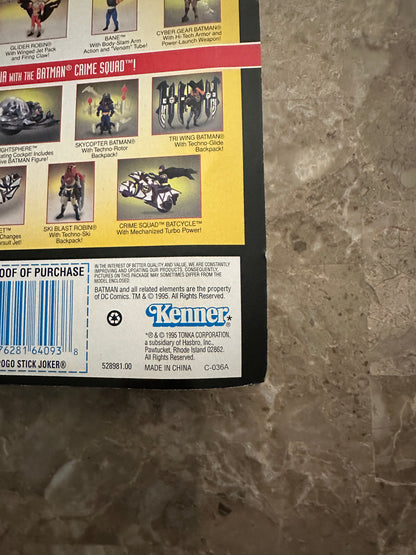 GLIDER ROBIN®
With Winged Jet Pack
and Firing Claw!
BANE™
With Body-Slam Arm
Action and "Venom" Tube!
CYBER GEAR BATMAN®
With Hi-Tech Armor and
Power-Launch Weapon!
WITH THE BATMAN® CRIME SQUAD™!
Cockpit! Includes
BATMAN Figure!
SKYCOPTER BATMAN®
With Techno-Rotor
Backpack!
TRI WING BATMAN®
With Techno-Glide
Backpack!
Changes
Jet!
SKI BLAST ROBIN®
With Techno-Ski
Backpack!
CRIME SQUAD™ BATCYCLE™
With Mechanized Turbo Power!
OOF OF PURCHASE
76281 64093 8
POGO STICK JOKER®
IN THE INTEREST OF BETTER QUALITY AND VALUE, WE ARE CONSTANTLY
IMPROVING AND UPDATING OUR PRODUCTS. CONSEQUENTLY,
PICTURES ON THIS PACKAGE MAY SOMETIMES DIFFER FROM THE
MODEL ENCLOSED.
BATMAN and all related elements are the property
of DC Comics. TM & © 1995. All Rights Reserved.
Kenner®
*® & © 1995 TONKA CORPORATION,
a subsidiary of Hasbro, Inc.,
Pawtucket, Rhode Island 02862.
All Rights Reserved.
528981.00 MADE IN CHINA C-036A